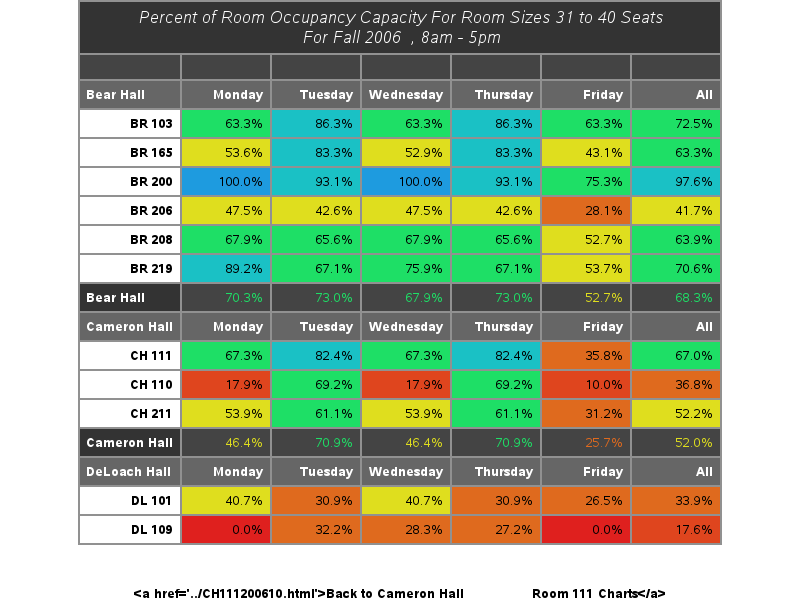 Percent of Room Occupancy Capacity For Room Sizes 31 to 40 Seats
For Fall 2006 , 8am - 5pm
Bear Hall Monday Tuesday Wednesday Thursday Friday All
BR 103 63.3% 86.3% 63.3% 86.3% 63.3% 72.5%
BR 165 53.6% 83.3% 52.9% 83.3% 43.1% 63.3%
BR 200 100.0% 93.1% 100.0% 93.1% 75.3% 97.6%
BR 206 47.5% 42.6% 47.5% 42.6% 28.1% 41.7%
BR 208 67.9% 65.6% 67.9% 65.6% 52.7% 63.9%
BR 219 89.2% 67.1% 75.9% 67.1% 53.7% 70.6%
Bear Hall 70.3% 73.0% 67.9% 73.0% 52.7% 68.3%
Cameron Hall Monday Tuesday Wednesday Thursday Friday All
CH 111 67.3% 82.4% 67.3% 82.4% 35.8% 67.0%
CH 110 17.9% 69.2% 17.9% 69.2% 10.0% 36.8%
CH 211 53.9% 61.1% 53.9% 61.1% 31.2% 52.2%
Cameron Hall 46.4% 70.9% 46.4% 70.9% 25.7% 52.0%
DeLoach Hall Monday Tuesday Wednesday Thursday Friday All
DL 101 40.7% 30.9% 40.7% 30.9% 26.5% 33.9%
DL 109 0.0% 32.2% 28.3% 27.2% 0.0% 17.6%
<a href='../CH111200610.html'>Back to Cameron Hall Room 111 Charts</a>